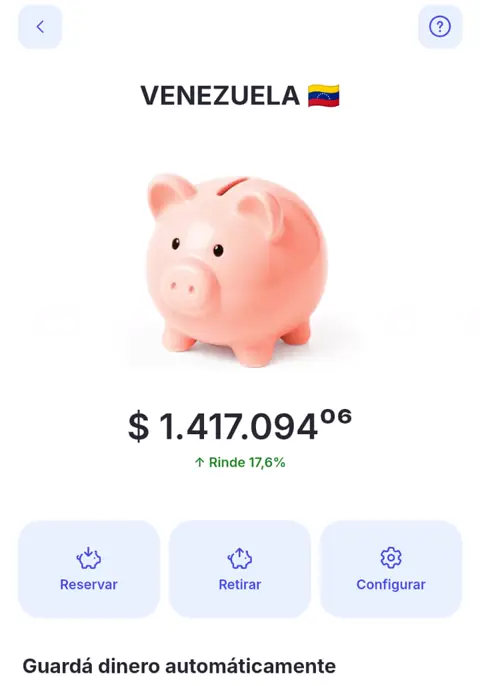 VENEZUELA 🇻🇪
$ 1.417.094⁰⁶
↑ Rinde 17,6%
Reservar
Retirar
Configurar
Guardá dinero automáticamente